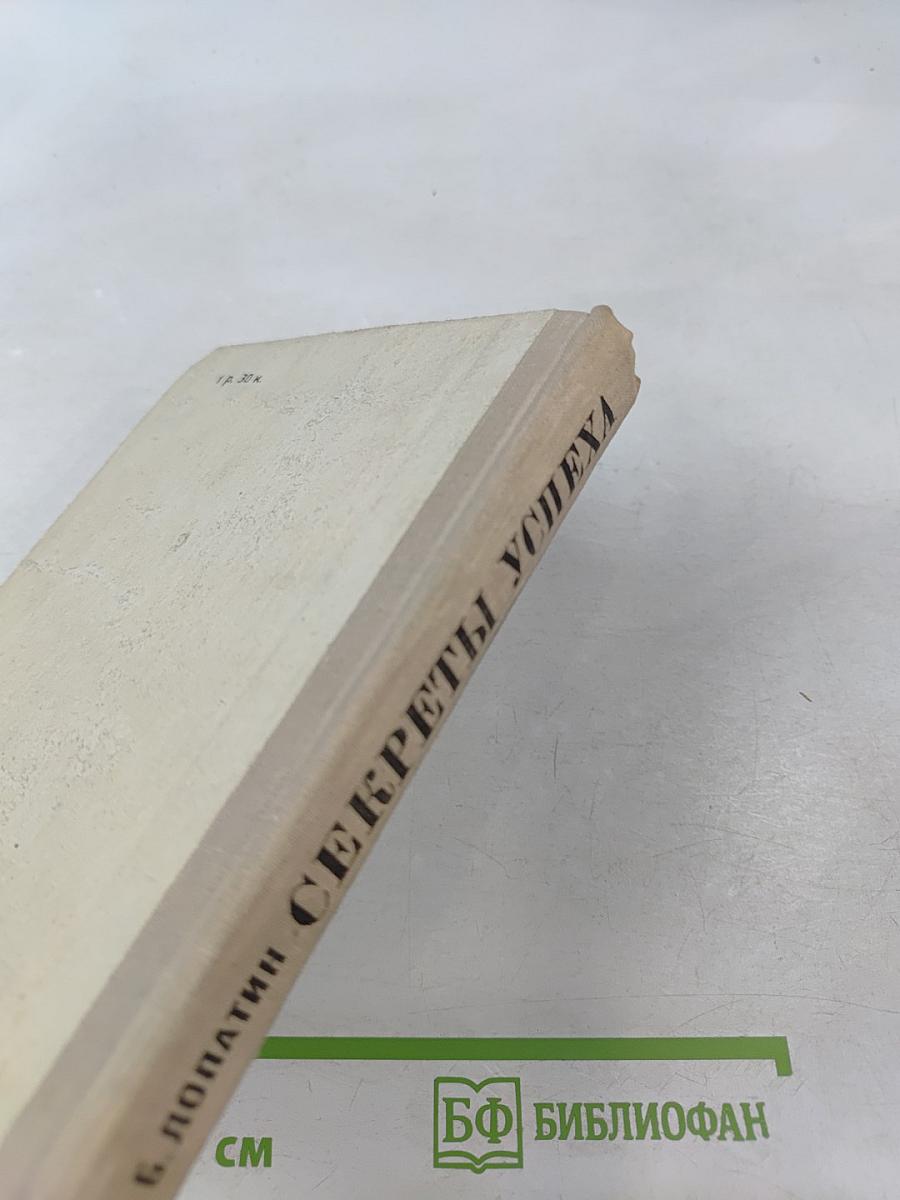 1 р. 30 к.
Б. ЛОПАТИН СЕКРЕТЫ УСПЕХА
см
БФ БИБЛИОФАН